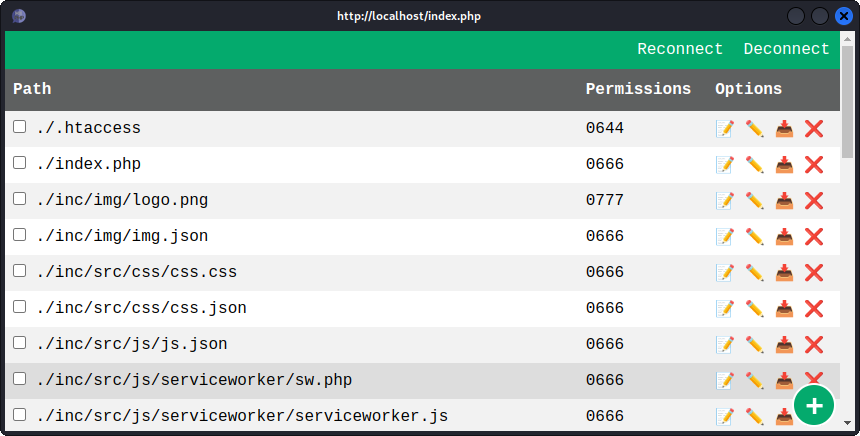 http://localhost/index.php
Reconnect Deconnect
Path Permissions Options
./.htaccess 0644
./index.php 0666
./inc/img/logo.png 0777
./inc/img/img.json 0666
./inc/src/css/css.css 0666
./inc/src/css/css.json 0666
./inc/src/js/js.json 0666
./inc/src/js/serviceworker/sw.php 0666
./inc/src/js/serviceworker/serviceworker.js 0666